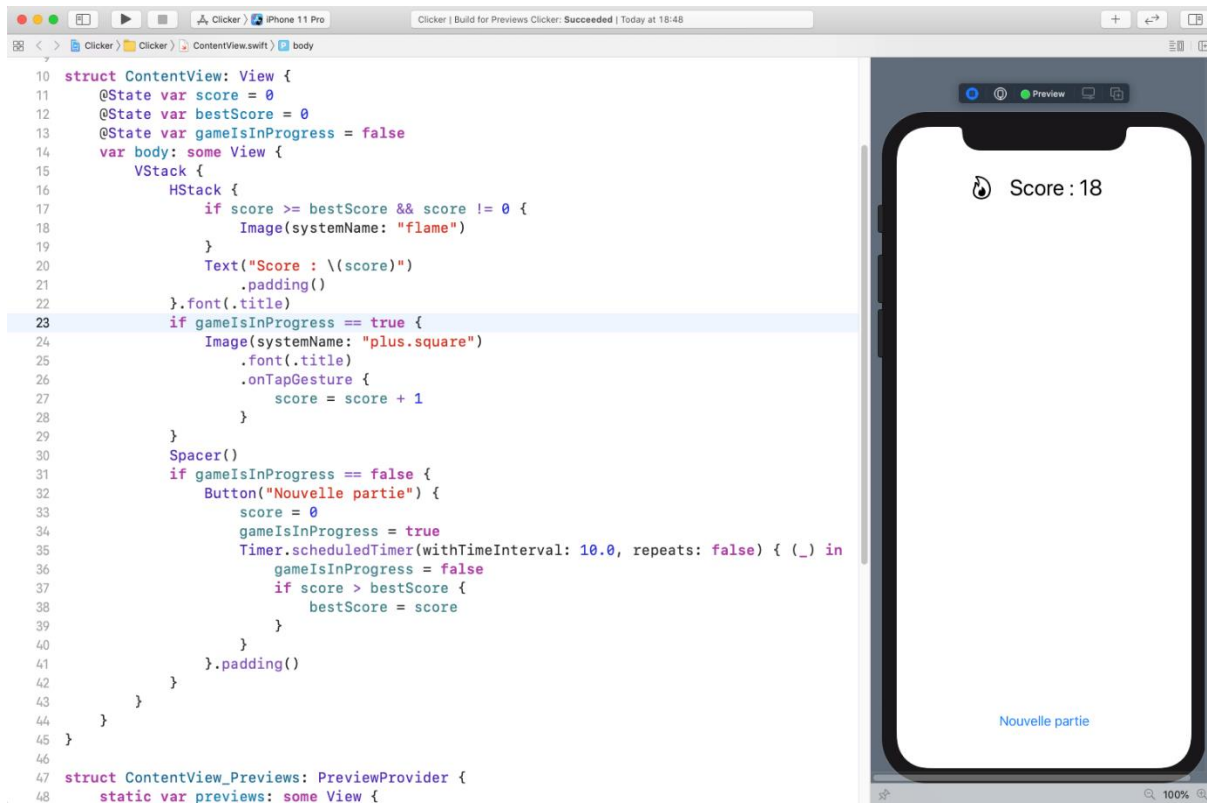 Clicker › iPhone 11 Pro
Clicker | Build for Previews Clicker: Succeeded | Today at 18:48
Clicker › Clicker › ContentView.swift › body
9
10 struct ContentView: View {
11     @State var score = 0
12     @State var bestScore = 0
13     @State var gameIsInProgress = false
14     var body: some View {
15         VStack {
16             HStack {
17                 if score >= bestScore && score != 0 {
18                     Image(systemName: "flame")
19                 }
20                 Text("Score : \(score)")
21                     .padding()
22             }.font(.title)
23             if gameIsInProgress == true {
24                 Image(systemName: "plus.square")
25                     .font(.title)
26                     .onTapGesture {
27                         score = score + 1
28                     }
29             }
30             Spacer()
31             if gameIsInProgress == false {
32                 Button("Nouvelle partie") {
33                     score = 0
34                     gameIsInProgress = true
35                     Timer.scheduledTimer(withTimeInterval: 10.0, repeats: false) { (_) in
36                         gameIsInProgress = false
37                         if score > bestScore {
38                             bestScore = score
39                         }
40                     }
41                 }.padding()
42             }
43         }
44     }
45 }
46
47 struct ContentView_Previews: PreviewProvider {
48     static var previews: some View {
Preview
Score : 18
Nouvelle partie
100%